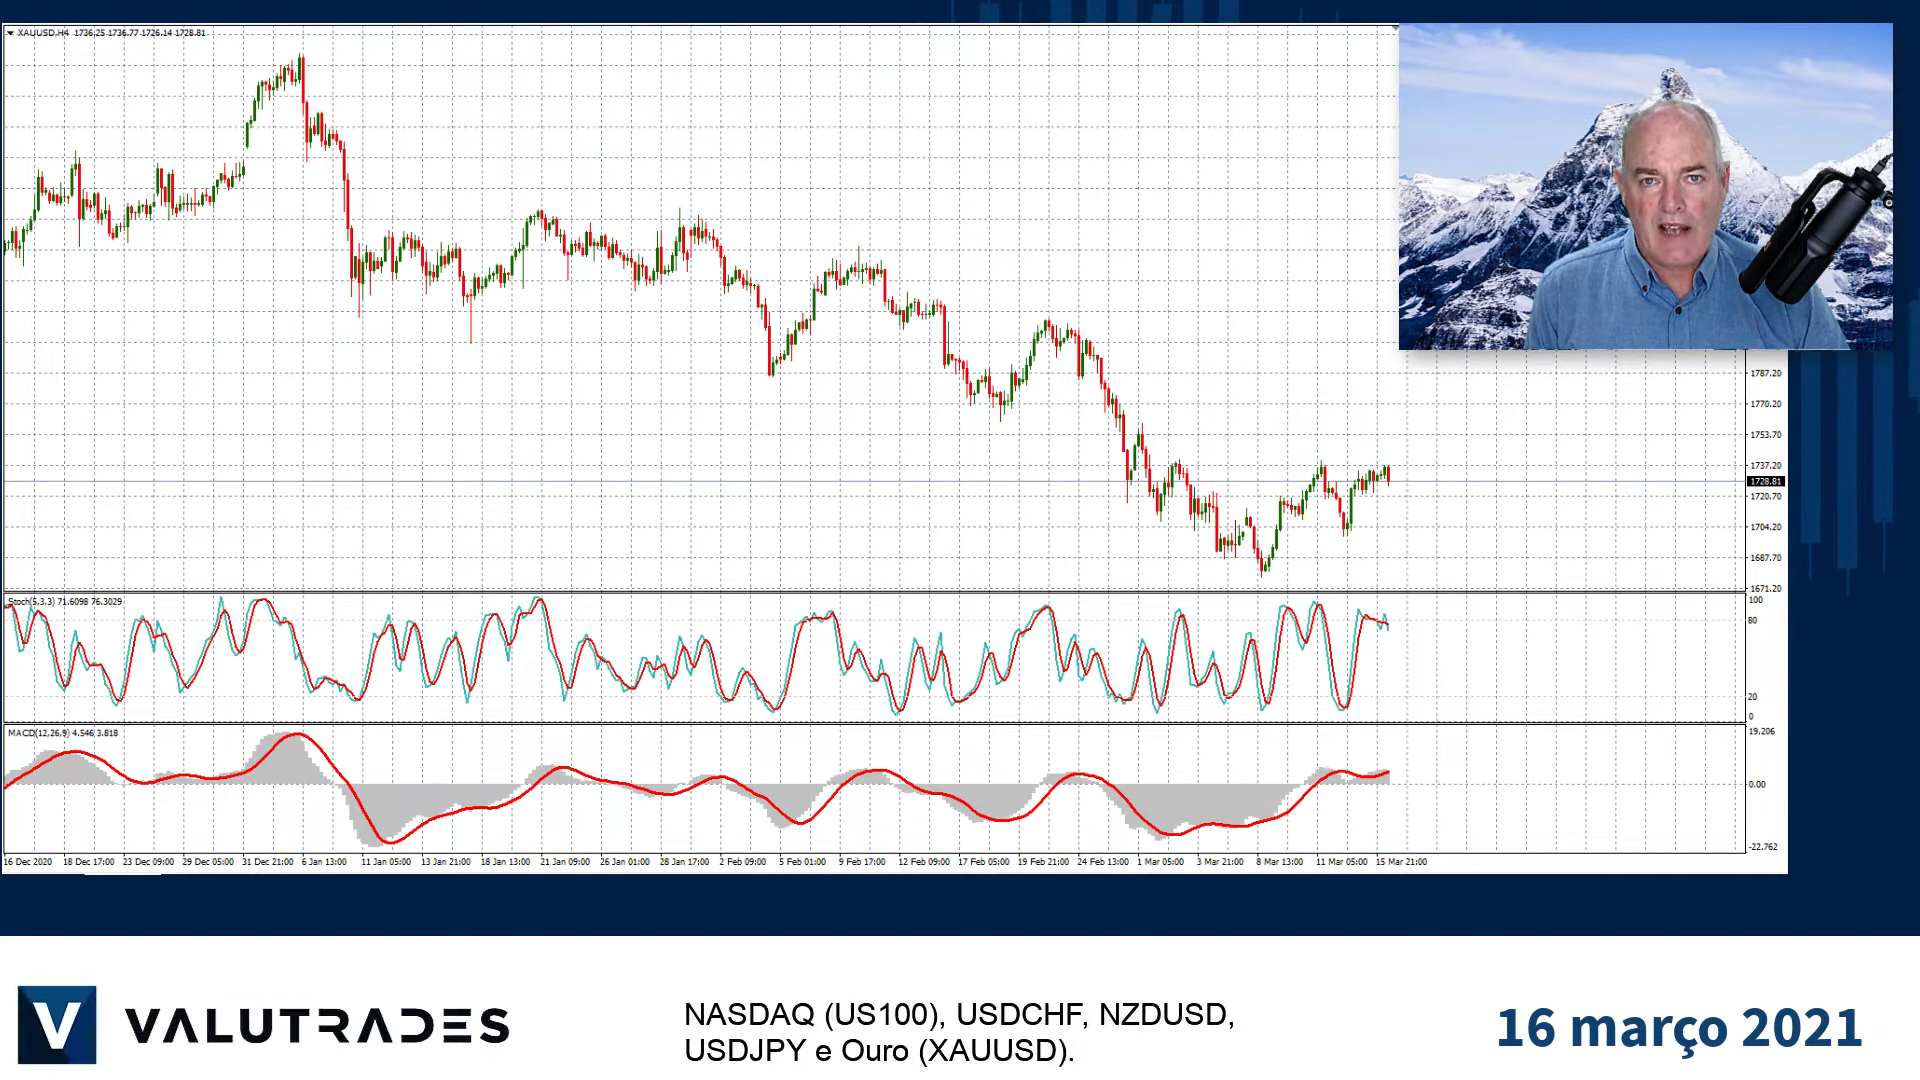 XAUUSD,H4 1736.25 1736.77 1726.14 1728.81
1787.20
1770.20
1753.70
1737.20
1728.81
1720.70
1704.20
1687.70
1671.20
Stoch(5,3,3) 71.6098 76.3029
100
80
20
0
MACD(12,26,9) 4.546 3.818
19.206
0.00
-22.762
16 Dec 2020 18 Dec 17:00 23 Dec 09:00 29 Dec 05:00 31 Dec 21:00 6 Jan 13:00 11 Jan 05:00 13 Jan 21:00 18 Jan 13:00 21 Jan 09:00 26 Jan 01:00 28 Jan 17:00 2 Feb 09:00 5 Feb 01:00 9 Feb 17:00 12 Feb 09:00 17 Feb 05:00 19 Feb 21:00 24 Feb 13:00 1 Mar 05:00 3 Mar 21:00 8 Mar 13:00 11 Mar 05:00 15 Mar 21:00
V VALUTRADES
NASDAQ (US100), USDCHF, NZDUSD,
USDJPY e Ouro (XAUUSD).
16 março 2021